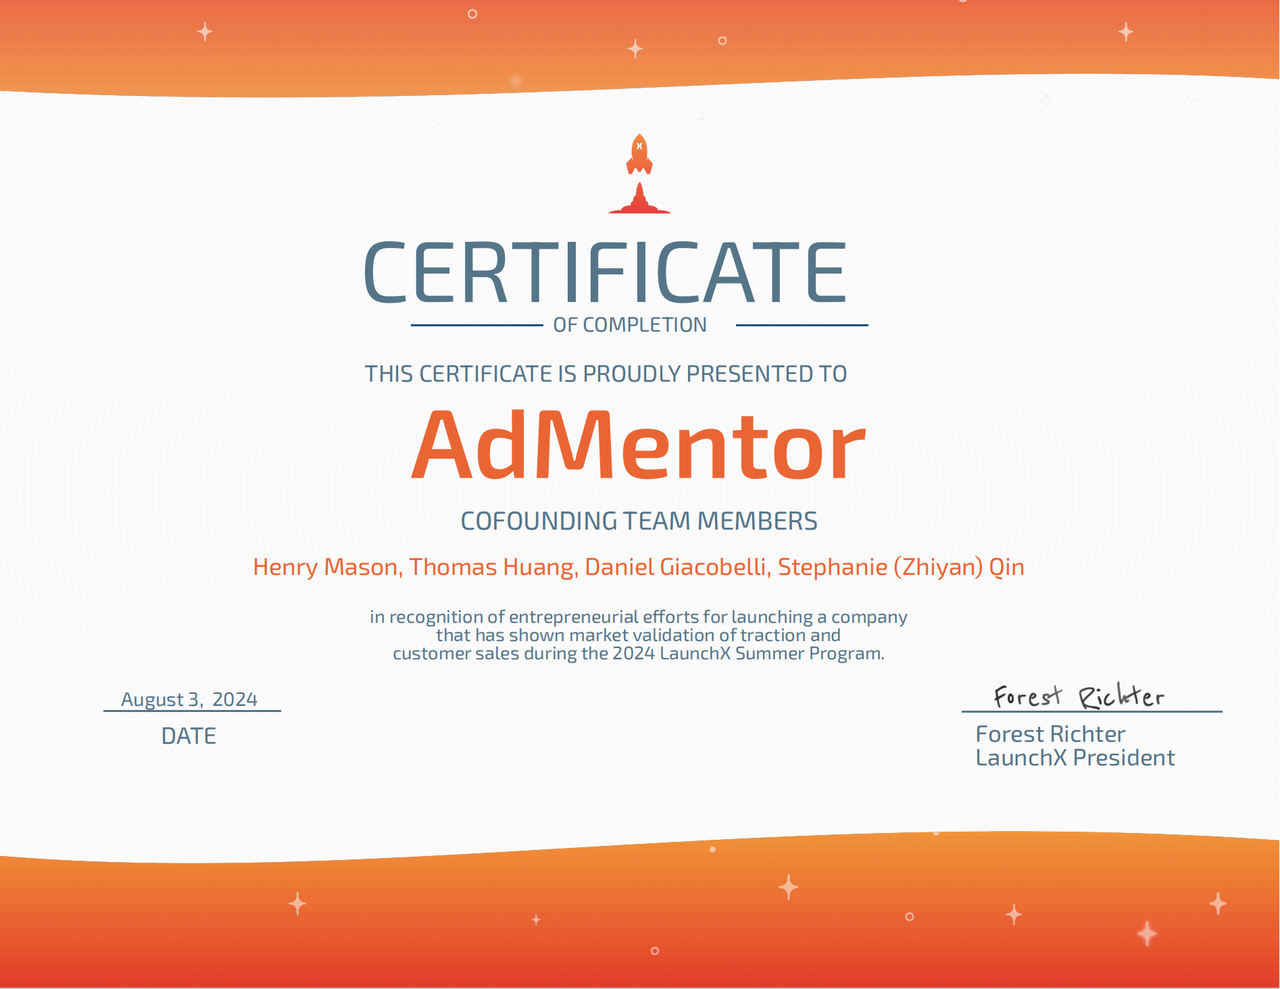 CERTIFICATE
OF COMPLETION
THIS CERTIFICATE IS PROUDLY PRESENTED TO
AdMentor
COFOUNDING TEAM MEMBERS
Henry Mason, Thomas Huang, Daniel Giacobelli, Stephanie (Zhiyan) Qin
in recognition of entrepreneurial efforts for launching a company
that has shown market validation of traction and
customer sales during the 2024 LaunchX Summer Program.
August 3, 2024
DATE
Forest Richter
Forest Richter
LaunchX President